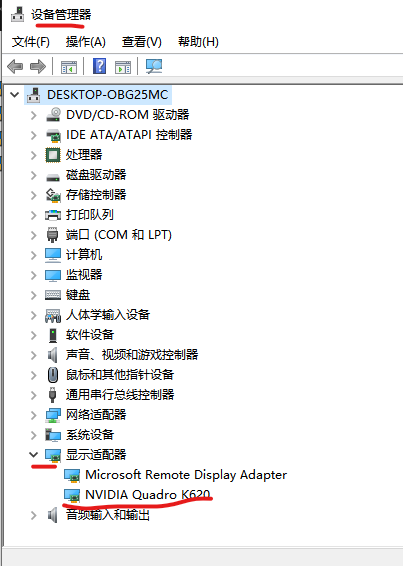 设备管理器
文件(F) 操作(A) 查看(V) 帮助(H)
DESKTOP-OBG25MC
DVD/CD-ROM 驱动器
IDE ATA/ATAPI 控制器
处理器
磁盘驱动器
存储控制器
打印队列
端口 (COM 和 LPT)
计算机
监视器
键盘
人体学输入设备
软件设备
声音、视频和游戏控制器
鼠标和其他指针设备
通用串行总线控制器
网络适配器
系统设备
显示适配器
Microsoft Remote Display Adapter
NVIDIA Quadro K620
音频输入和输出